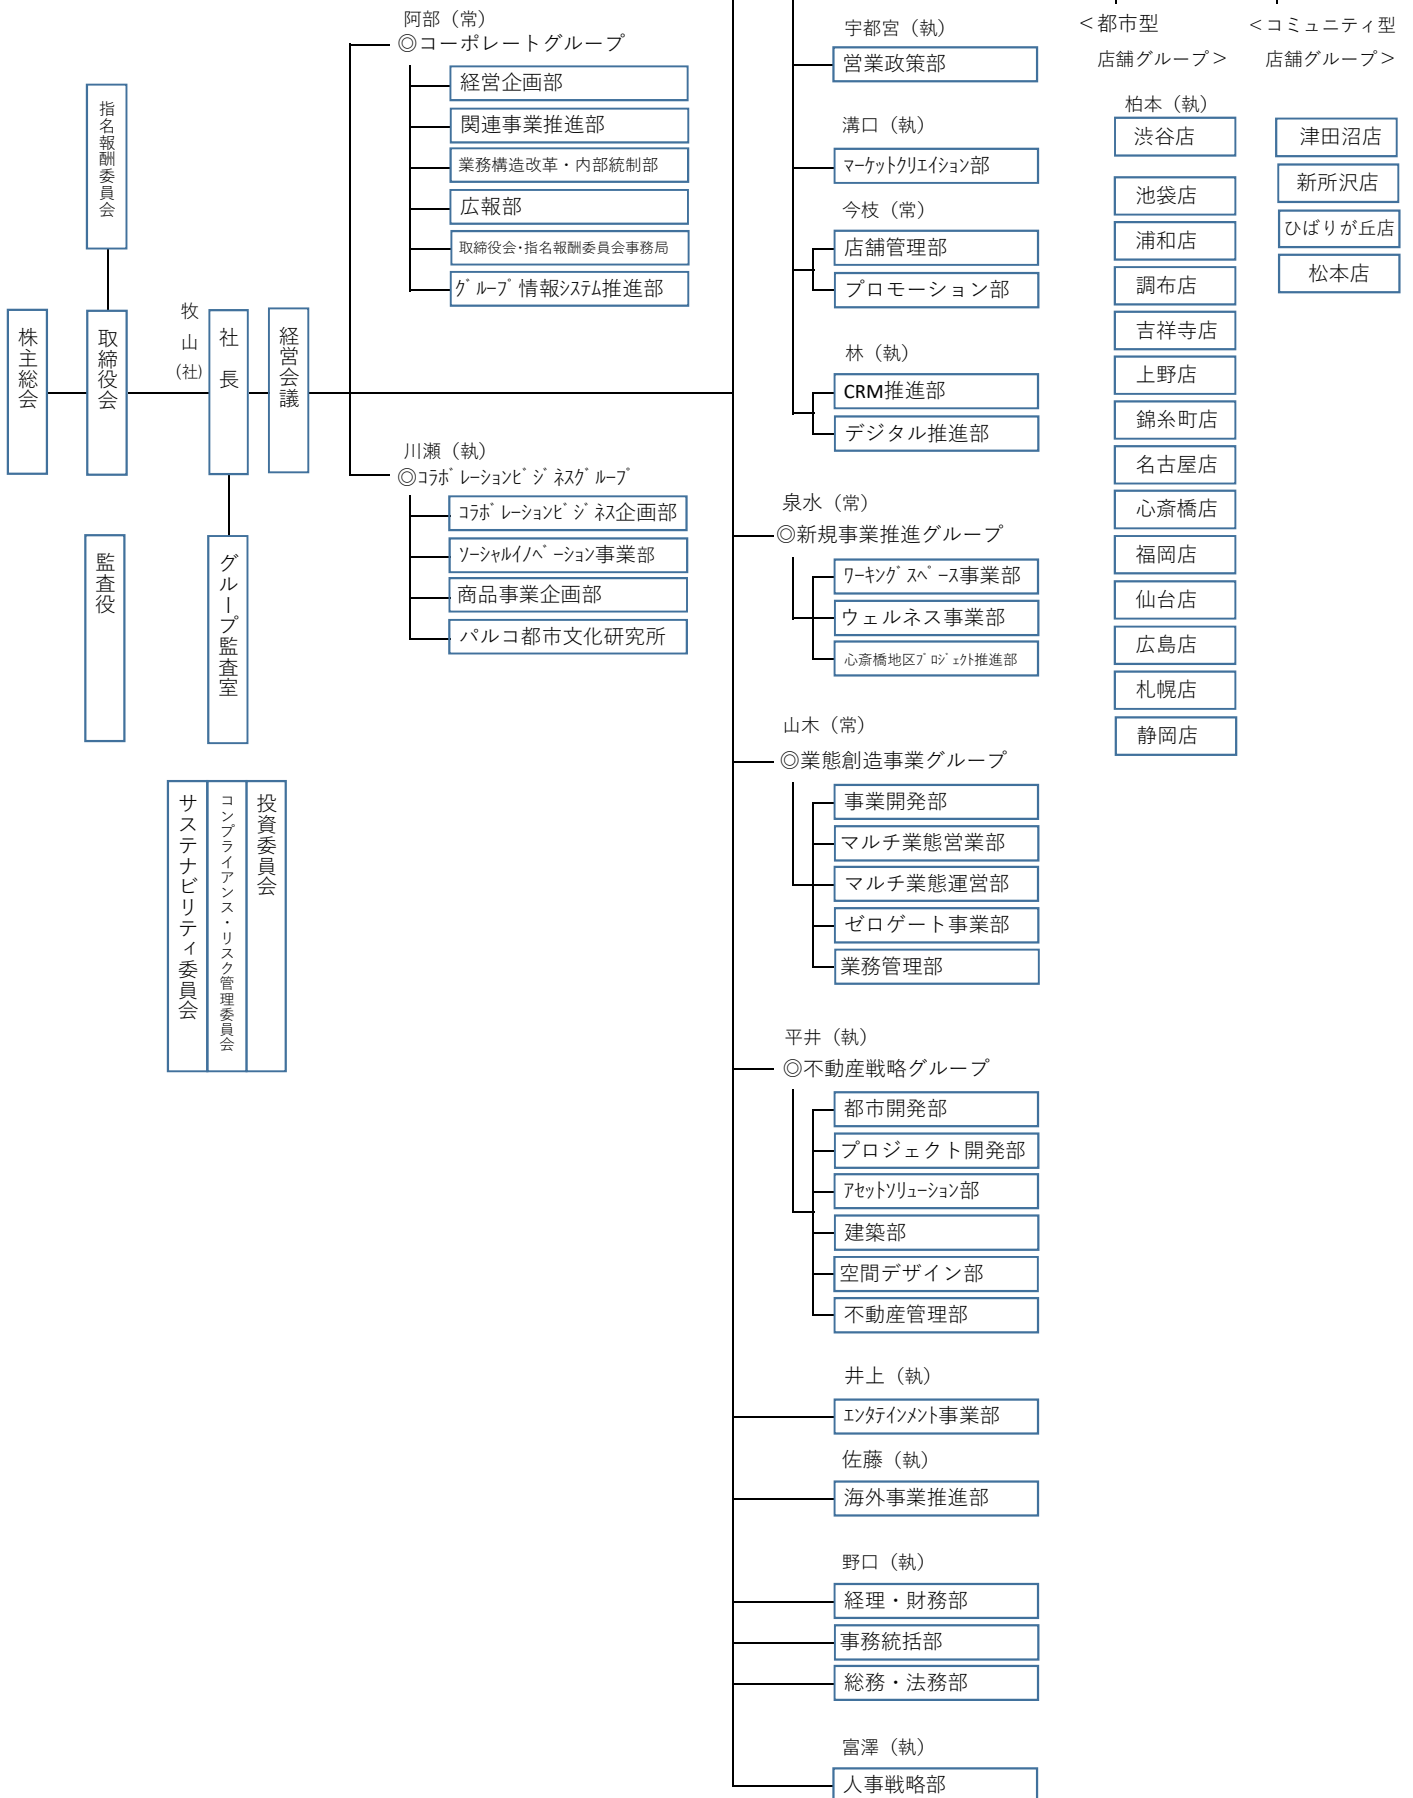 指名報酬委員会
株主総会
取締役会
牧山(社)
社長
経営会議
監査役
グループ監査室
サステナビリティ委員会
コンプライアンス・リスク管理委員会
投資委員会
阿部（常）
◎コーポレートグループ
経営企画部
関連事業推進部
業務構造改革・内部統制部
広報部
取締役会・指名報酬委員会事務局
ｸﾞﾙｰﾌﾟ情報ｼｽﾃﾑ推進部
川瀬（執）
◎ｺﾗﾎﾞﾚｰｼｮﾝﾋﾞｼﾞﾈｽｸﾞﾙｰﾌﾟ
ｺﾗﾎﾞﾚｰｼｮﾝﾋﾞｼﾞﾈｽ企画部
ｿｰｼｬﾙｲﾉﾍﾞｰｼｮﾝ事業部
商品事業企画部
パルコ都市文化研究所
宇都宮（執）
営業政策部
溝口（執）
ﾏｰｹｯﾄｸﾘｴｲｼｮﾝ部
今枝（常）
店舗管理部
プロモーション部
林（執）
CRM推進部
デジタル推進部
泉水（常）
◎新規事業推進グループ
ﾜｰｷﾝｸﾞｽﾍﾟｰｽ事業部
ウェルネス事業部
心斎橋地区ﾌﾟﾛｼﾞｪｸﾄ推進部
山木（常）
◎業態創造事業グループ
事業開発部
マルチ業態営業部
マルチ業態運営部
ゼロゲート事業部
業務管理部
平井（執）
◎不動産戦略グループ
都市開発部
プロジェクト開発部
ｱｾｯﾄｿﾘｭｰｼｮﾝ部
建築部
空間デザイン部
不動産管理部
井上（執）
ｴﾝﾀﾃｲﾝﾒﾝﾄ事業部
佐藤（執）
海外事業推進部
野口（執）
経理・財務部
事務統括部
総務・法務部
富澤（執）
人事戦略部
＜都市型
店舗グループ＞
柏本（執）
渋谷店
池袋店
浦和店
調布店
吉祥寺店
上野店
錦糸町店
名古屋店
心斎橋店
福岡店
仙台店
広島店
札幌店
静岡店
＜コミュニティ型
店舗グループ＞
津田沼店
新所沢店
ひばりが丘店
松本店